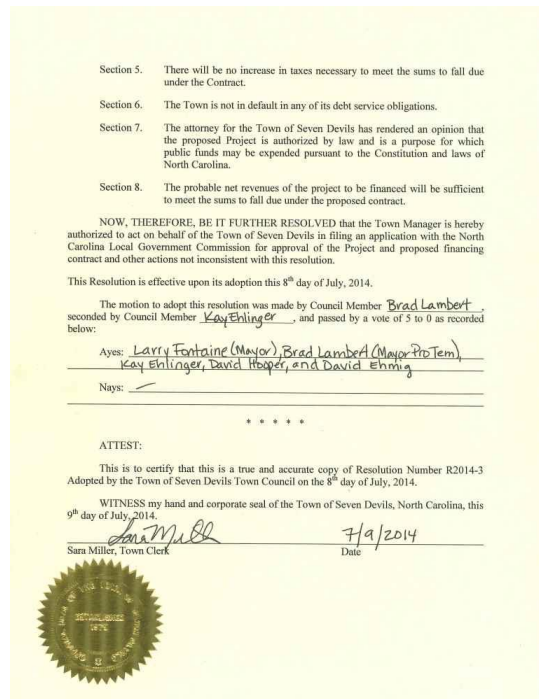 Section 5. There will be no increase in taxes necessary to meet the sums to fall due
under the Contract.
Section 6. The Town is not in default in any of its debt service obligations.
Section 7. The attorney for the Town of Seven Devils has rendered an opinion that
the proposed Project is authorized by law and is a purpose for which
public funds may be expended pursuant to the Constitution and laws of
North Carolina.
Section 8. The probable net revenues of the project to be financed will be sufficient
to meet the sums to fall due under the proposed contract.
NOW, THEREFORE, BE IT FURTHER RESOLVED that the Town Manager is hereby
authorized to act on behalf of the Town of Seven Devils in filing an application with the North
Carolina Local Government Commission for approval of the Project and proposed financing
contract and other actions not inconsistent with this resolution.
This Resolution is effective upon its adoption this 8th day of July, 2014.
The motion to adopt this resolution was made by Council Member Brad Lambert,
seconded by Council Member Kay Ehlinger, and passed by a vote of 5 to 0 as recorded
below:
Ayes: Larry Fontaine (Mayor), Brad Lambert (Mayor Pro Tem),
Kay Ehlinger, David Hooper, and David Ehmig
Nays: —
* * * * *
ATTEST:
This is to certify that this is a true and accurate copy of Resolution Number R2014-3
Adopted by the Town of Seven Devils Town Council on the 8th day of July, 2014.
WITNESS my hand and corporate seal of the Town of Seven Devils, North Carolina, this
9th day of July, 2014.
Sara Mill 7/9/2014
Sara Miller, Town Clerk Date
ESTABLISHED
1979